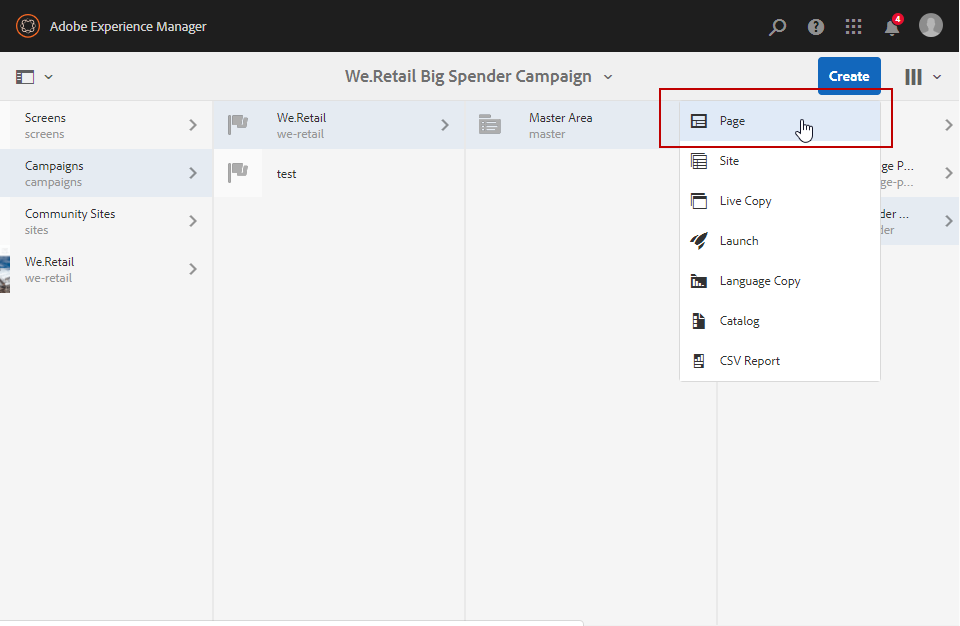 Adobe Experience Manager
4
We.Retail Big Spender Campaign
Create
Screens
screens
Campaigns
campaigns
Community Sites
sites
We.Retail
we-retail
We.Retail
we-retail
test
Master Area
master
Page
Site
Live Copy
Launch
Language Copy
Catalog
CSV Report
ge P...
ge-p...
der ...
der